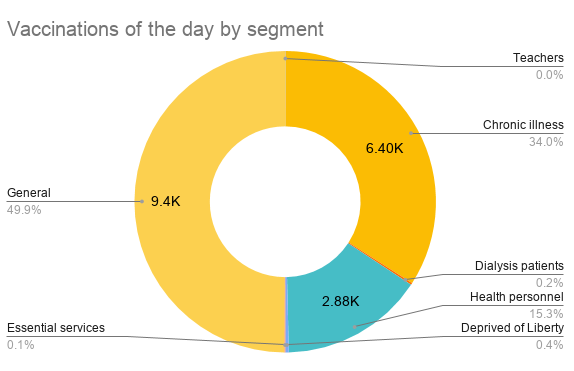 Vaccinations of the day by segment
Teachers
0.0%
Chronic illness
34.0%
6.40K
General
49.9%
9.4K
Dialysis patients
0.2%
Health personnel
15.3%
2.88K
Essential services
0.1%
Deprived of Liberty
0.4%